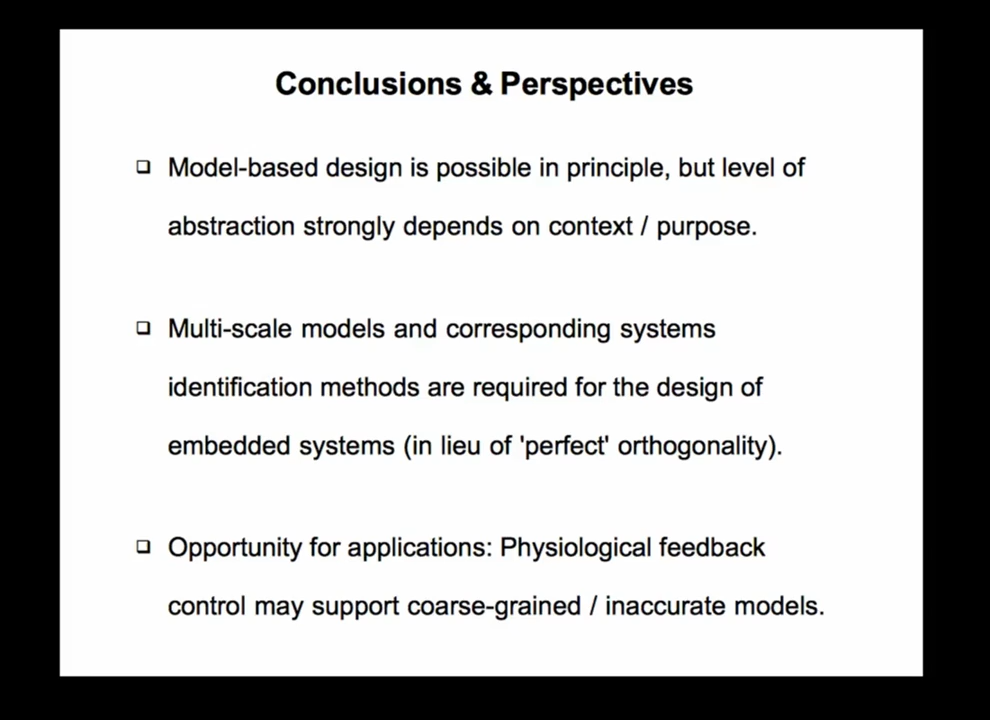 Conclusions & Perspectives
Model-based design is possible in principle, but level of
abstraction strongly depends on context / purpose.
Multi-scale models and corresponding systems
identification methods are required for the design of
embedded systems (in lieu of 'perfect' orthogonality).
Opportunity for applications: Physiological feedback
control may support coarse-grained / inaccurate models.